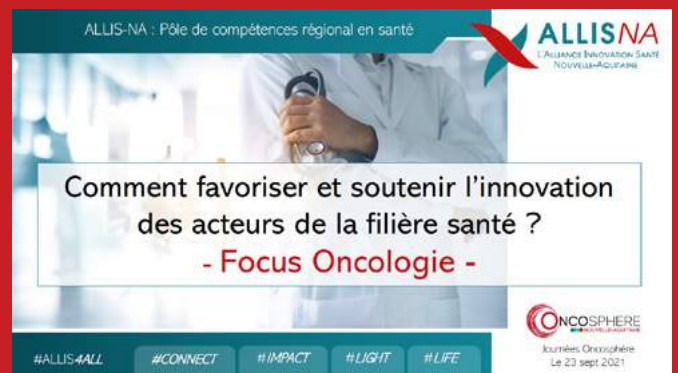 ALLIS-NA : Pôle de compétences régional en santé
ALLISNA
L'Alliance Innovation Santé
Nouvelle-Aquitaine
Comment favoriser et soutenir l'innovation
des acteurs de la filière santé ?
- Focus Oncologie -
ONCOSPHERE
NOUVELLE-AQUITAINE
Journées Oncosphère
Le 23 sept 2021
#ALLIS4ALL
#CONNECT
#IMPACT
#LIGHT
#LIFE